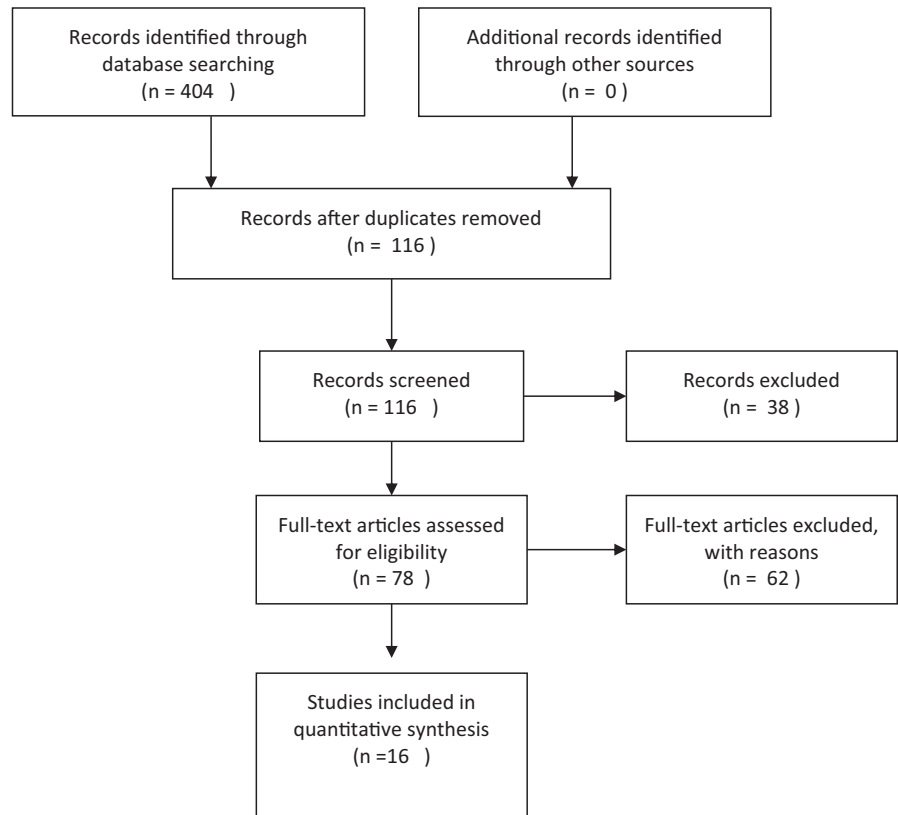 Records identified through
database searching
(n = 404 )
Additional records identified
through other sources
(n = 0 )
Records after duplicates removed
(n = 116 )
Records screened
(n = 116 )
Records excluded
(n = 38 )
Full-text articles assessed
for eligibility
(n = 78 )
Full-text articles excluded,
with reasons
(n = 62 )
Studies included in
quantitative synthesis
(n =16 )